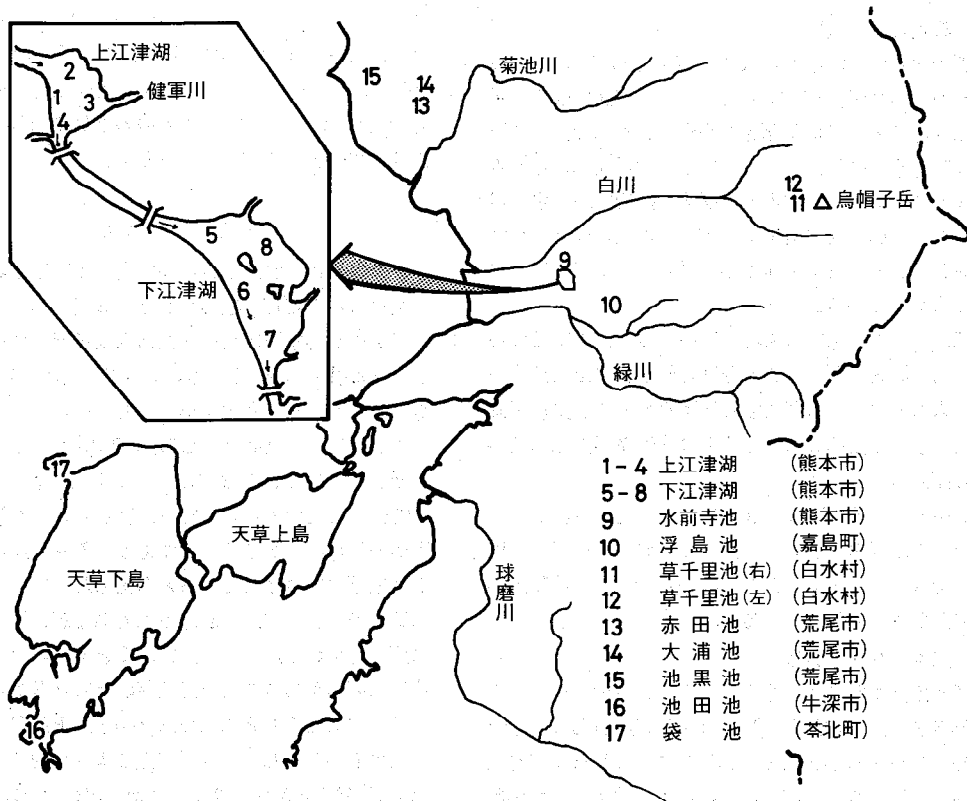 上江津湖
2
1
3
健軍川
4
5
8
下江津湖
6
7
15
14
13
菊池川
白川
12
11
烏帽子岳
9
10
緑川
17
天草上島
天草下島
16
球磨川
1-4 上江津湖 (熊本市)
5-8 下江津湖 (熊本市)
9 水前寺池 (熊本市)
10 浮島池 (嘉島町)
11 草千里池(右) (白水村)
12 草千里池(左) (白水村)
13 赤田池 (荒尾市)
14 大浦池 (荒尾市)
15 池黒池 (荒尾市)
16 池田池 (牛深市)
17 袋池 (苓北町)